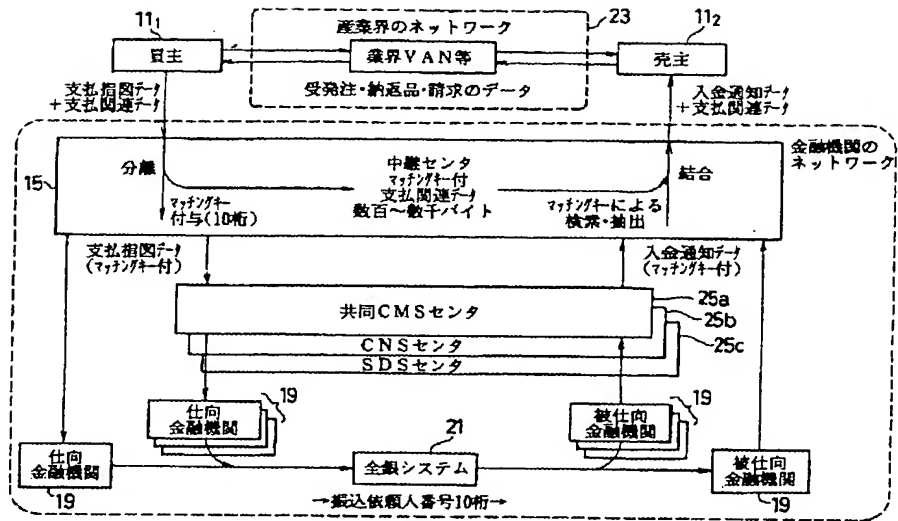 産業界のネットワーク
23
11₁
買主
業界VAN等
11₂
売主
受発注・納返品・請求のデータ
支払指図データ
+支払関連データ
入金通知データ
+支払関連データ
金融機関の
ネットワーク
15
分離
マッチングキー
付与(10桁)
中継センタ
マッチングキー付
支払関連データ
数百〜数千バイト
結合
マッチングキーによる
検索・抽出
支払指図データ
(マッチングキー付)
入金通知データ
(マッチングキー付)
共同CMSセンタ
25a
CNSセンタ
25b
SDSセンタ
25c
仕向
金融機関
19
被仕向
金融機関
19
仕向
金融機関
19
21
全銀システム
被仕向
金融機関
19
→振込依頼人番号10桁→